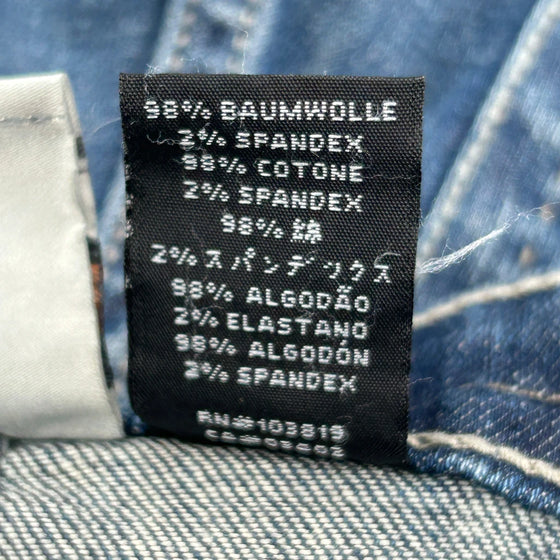 98% BAUMWOLLE
2% SPANDEX
98% COTONE
2% SPANDEX
98% 綿
2% スパンデックス
98% ALGODÃO
2% ELASTANO
98% ALGODÓN
2% SPANDEX
RN#103819